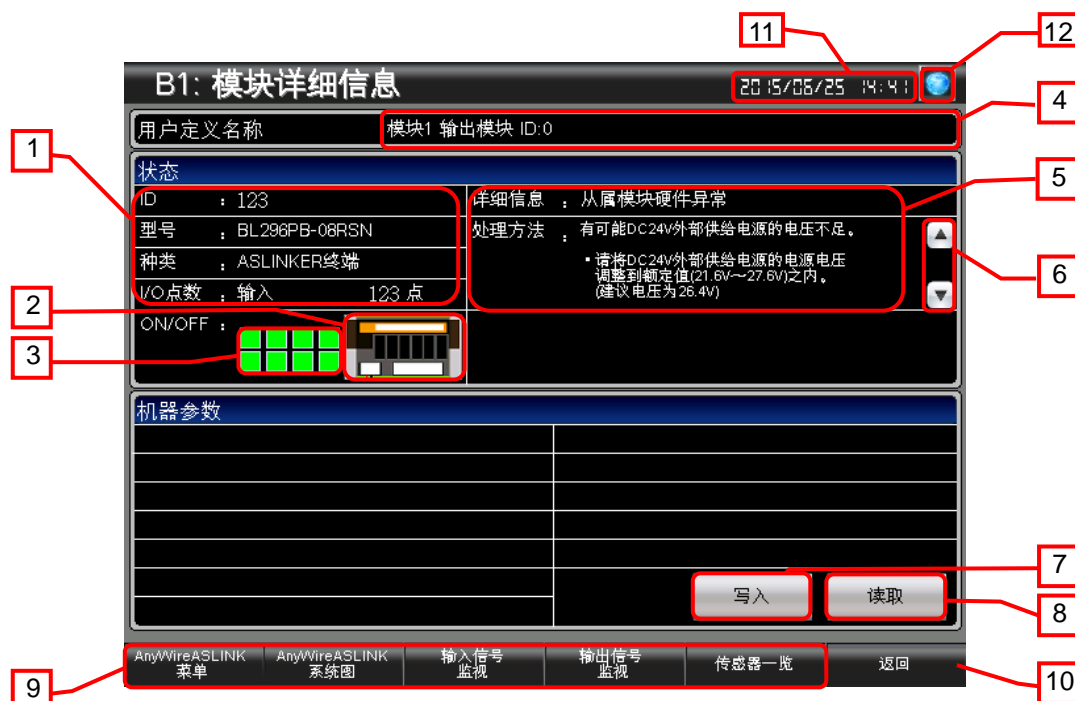 11
12
B1: 模块详细信息
2015/06/25 14:41
4
用户定义名称
模块1 输出模块 ID:0
1
状态
5
ID : 123
详细信息 : 从属模块硬件异常
型号 : BL296PB-08RSN
处理方法 : 有可能DC24V外部供给电源的电压不足。
种类 : ASLINKER终端
•请将DC24V外部供给电源的电源电压
调整到额定值(21.6V～27.6V)之内。
(建议电压为26.4V)
6
I/O点数 : 输入 123 点
2
ON/OFF :
3
机器参数
7
写入
读取
8
AnyWireASLINK
菜单
AnyWireASLINK
系统图
输入信号
监视
输出信号
监视
传感器一览
返回
9
10